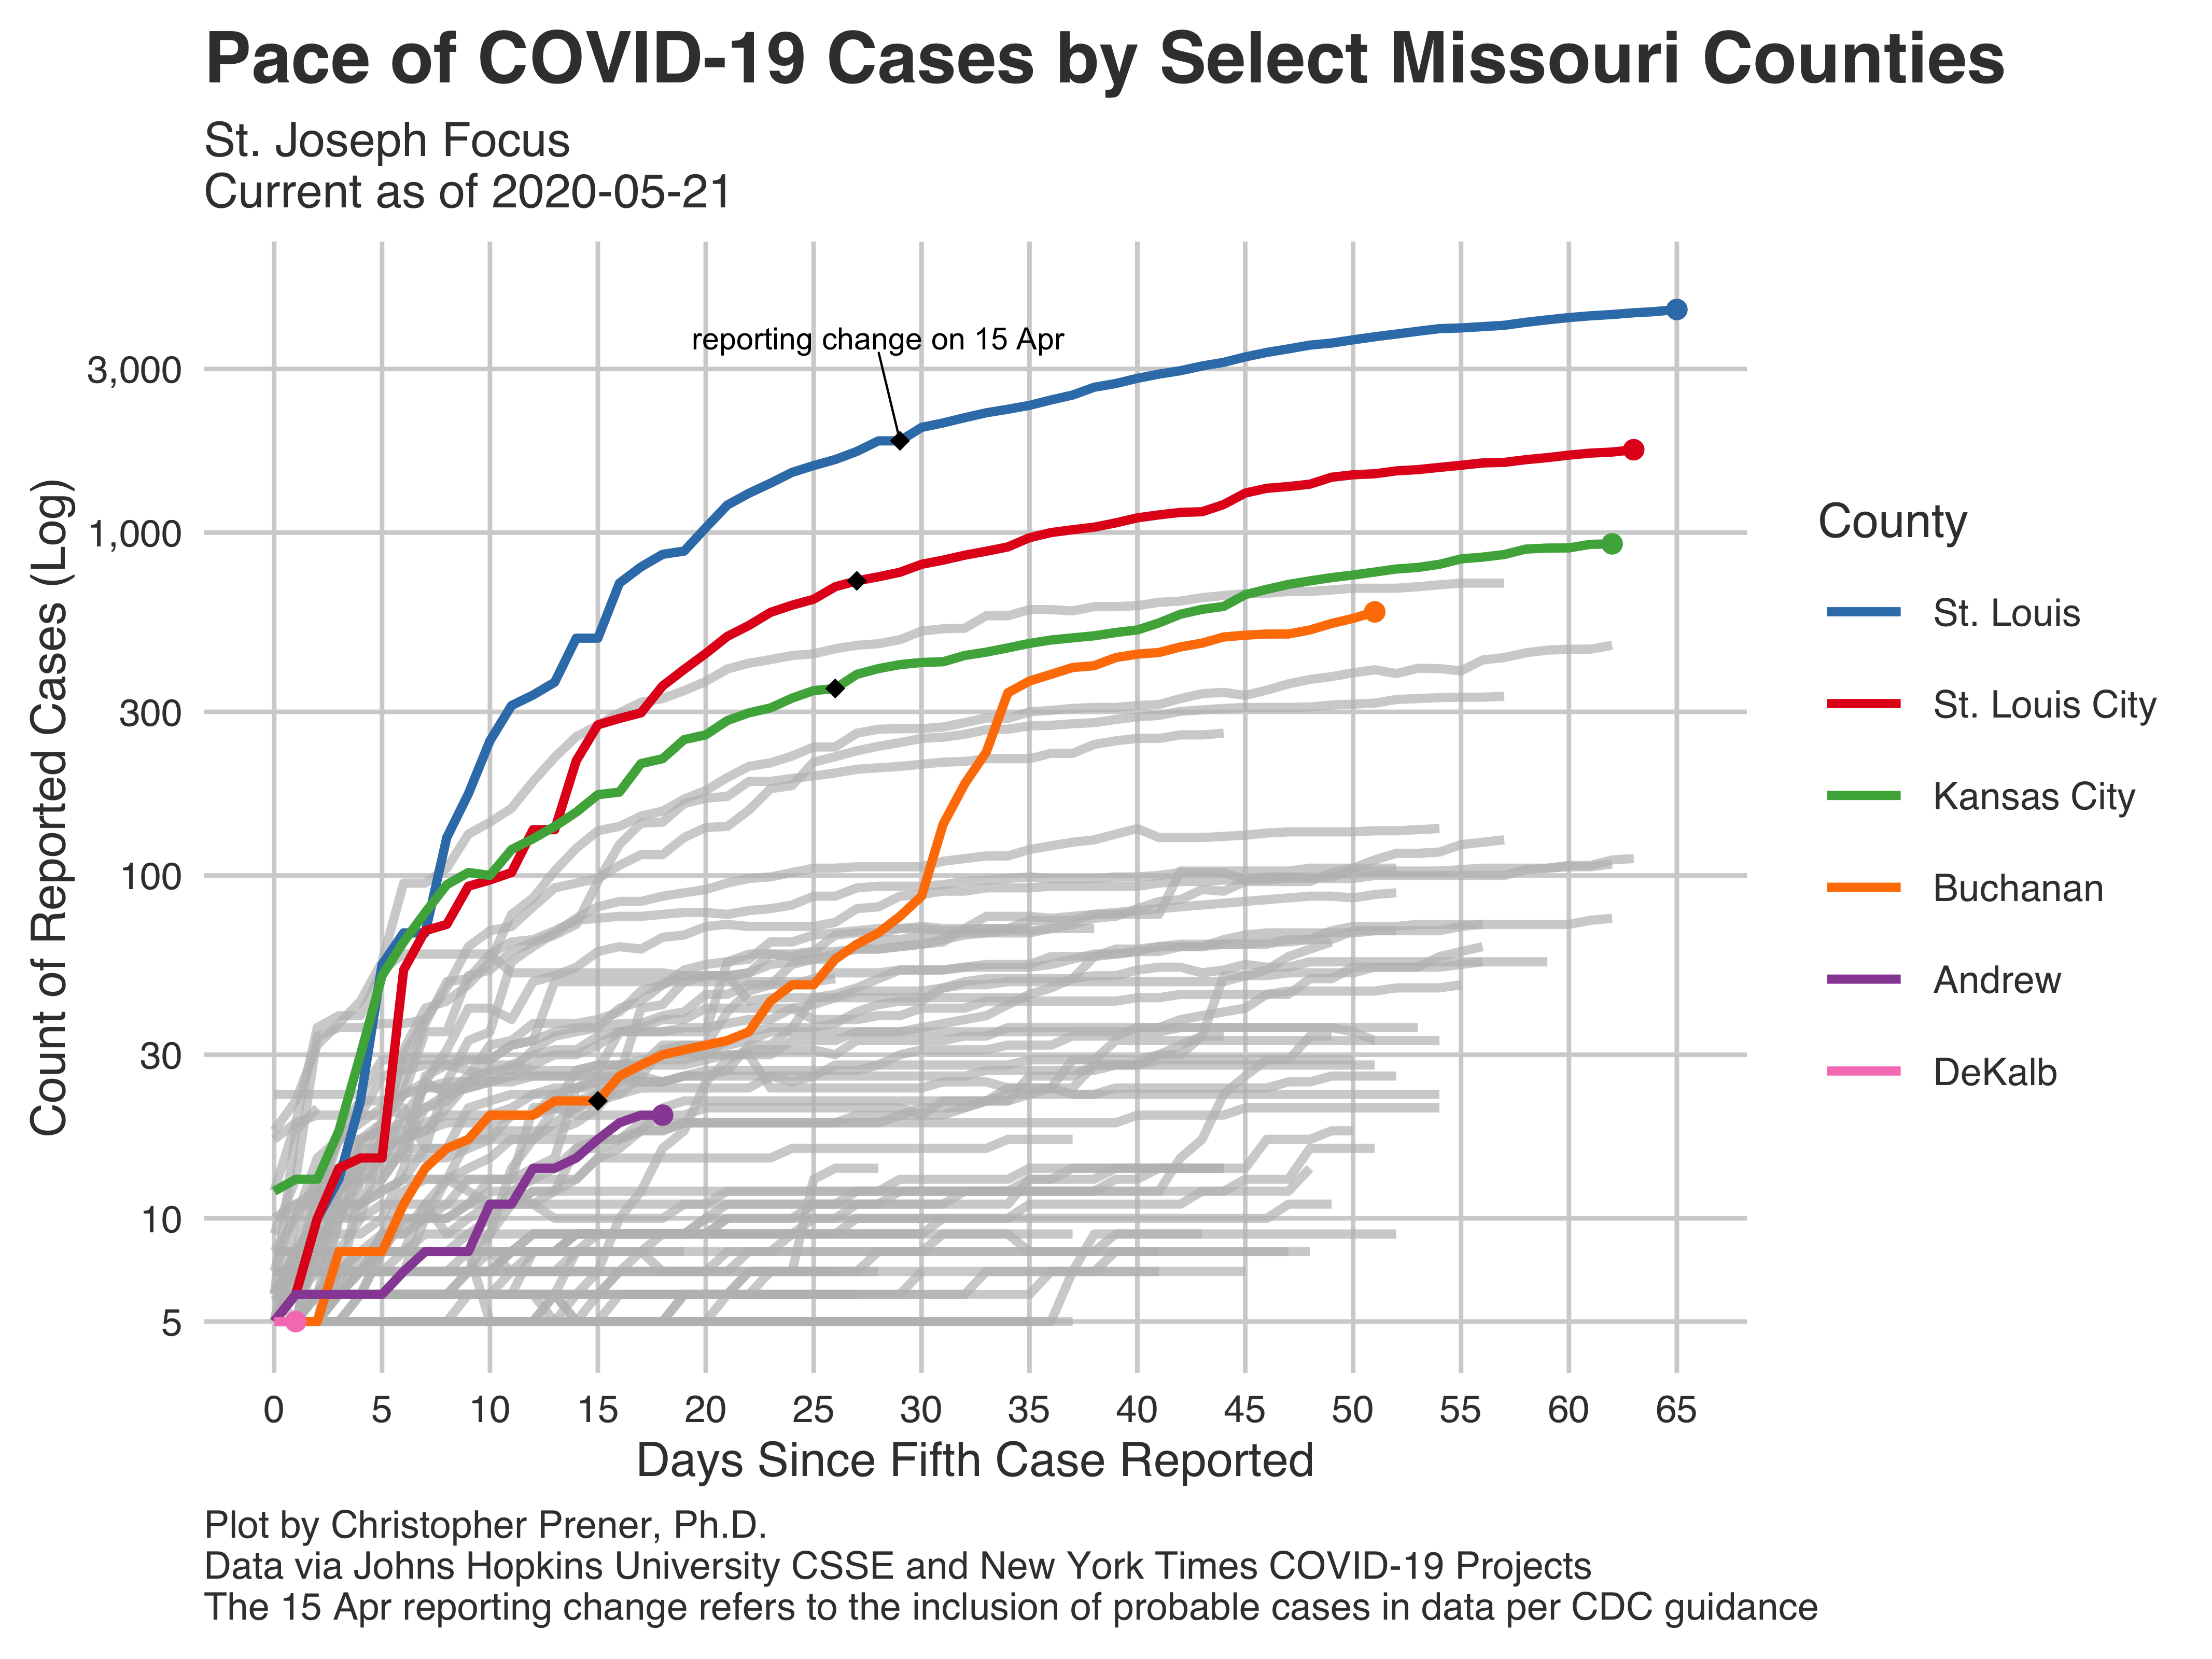 Pace of COVID-19 Cases by Select Missouri Counties
St. Joseph Focus
Current as of 2020-05-21
reporting change on 15 Apr
3,000
1,000
300
100
30
10
5
Count of Reported Cases (Log)
0 5 10 15 20 25 30 35 40 45 50 55 60 65
Days Since Fifth Case Reported
County
St. Louis
St. Louis City
Kansas City
Buchanan
Andrew
DeKalb
Plot by Christopher Prener, Ph.D.
Data via Johns Hopkins University CSSE and New York Times COVID-19 Projects
The 15 Apr reporting change refers to the inclusion of probable cases in data per CDC guidance